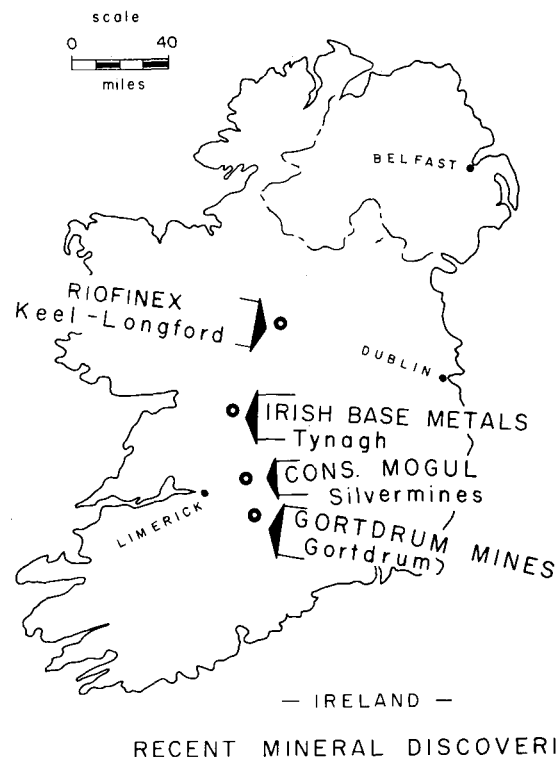 scale
0 40
miles
BELFAST
RIOFINEX
Keel-Longford
DUBLIN
IRISH BASE METALS
Tynagh
CONS. MOGUL
Silvermines
LIMERICK
GORTDRUM MINES
Gortdrum
— IRELAND —
RECENT MINERAL DISCOVERI